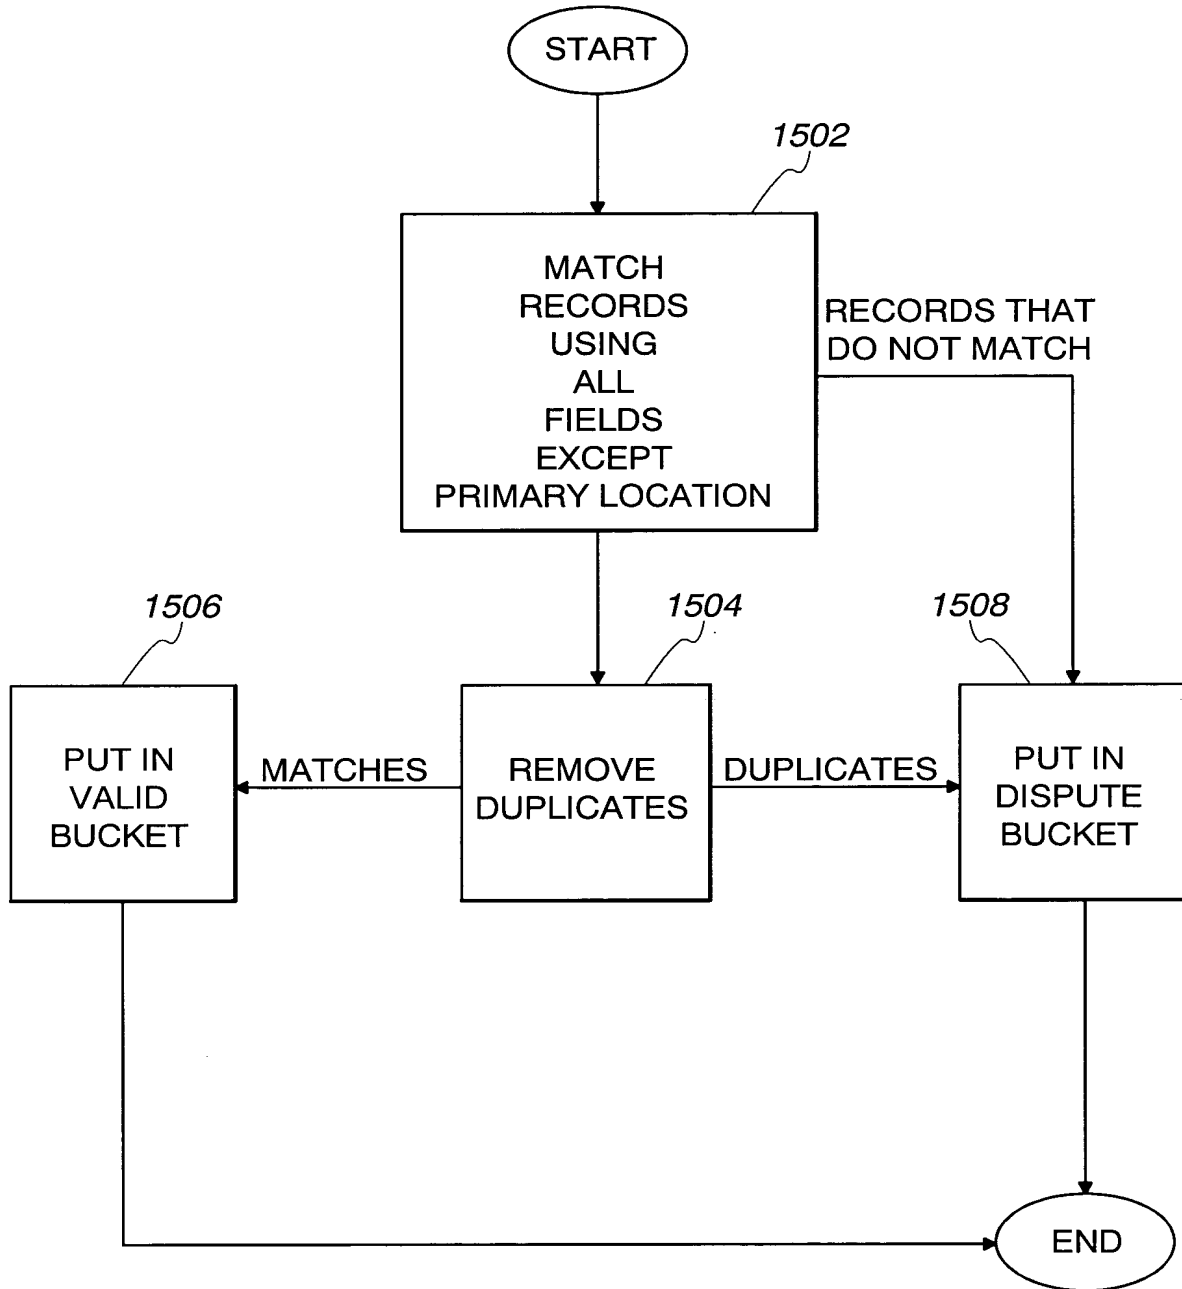 START
1502
MATCH
RECORDS
USING
ALL
FIELDS
EXCEPT
PRIMARY LOCATION
RECORDS THAT
DO NOT MATCH
1506
1504
1508
PUT IN
VALID
BUCKET
MATCHES
REMOVE
DUPLICATES
DUPLICATES
PUT IN
DISPUTE
BUCKET
END